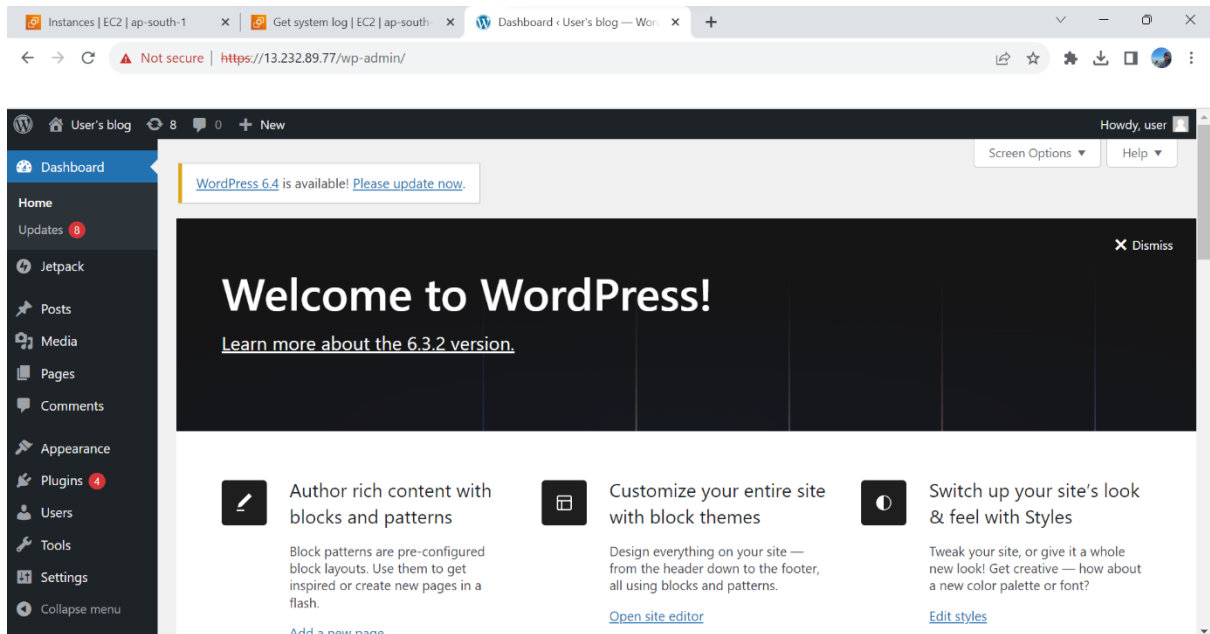 Instances | EC2 | ap-south-1
Get system log | EC2 | ap-south-
Dashboard ‹ User's blog — Wor
Not secure | https://13.232.89.77/wp-admin/
User's blog 8 0 + New
Howdy, user
Dashboard
Home
Updates 8
Jetpack
Posts
Media
Pages
Comments
Appearance
Plugins 4
Users
Tools
Settings
Collapse menu
Screen Options ▼
Help ▼
WordPress 6.4 is available! Please update now.
Dismiss
Welcome to WordPress!
Learn more about the 6.3.2 version.
Author rich content with
blocks and patterns
Block patterns are pre-configured
block layouts. Use them to get
inspired or create new pages in a
flash.
Add a new page
Customize your entire site
with block themes
Design everything on your site —
from the header down to the footer,
all using blocks and patterns.
Open site editor
Switch up your site's look
& feel with Styles
Tweak your site, or give it a whole
new look! Get creative — how about
a new color palette or font?
Edit styles